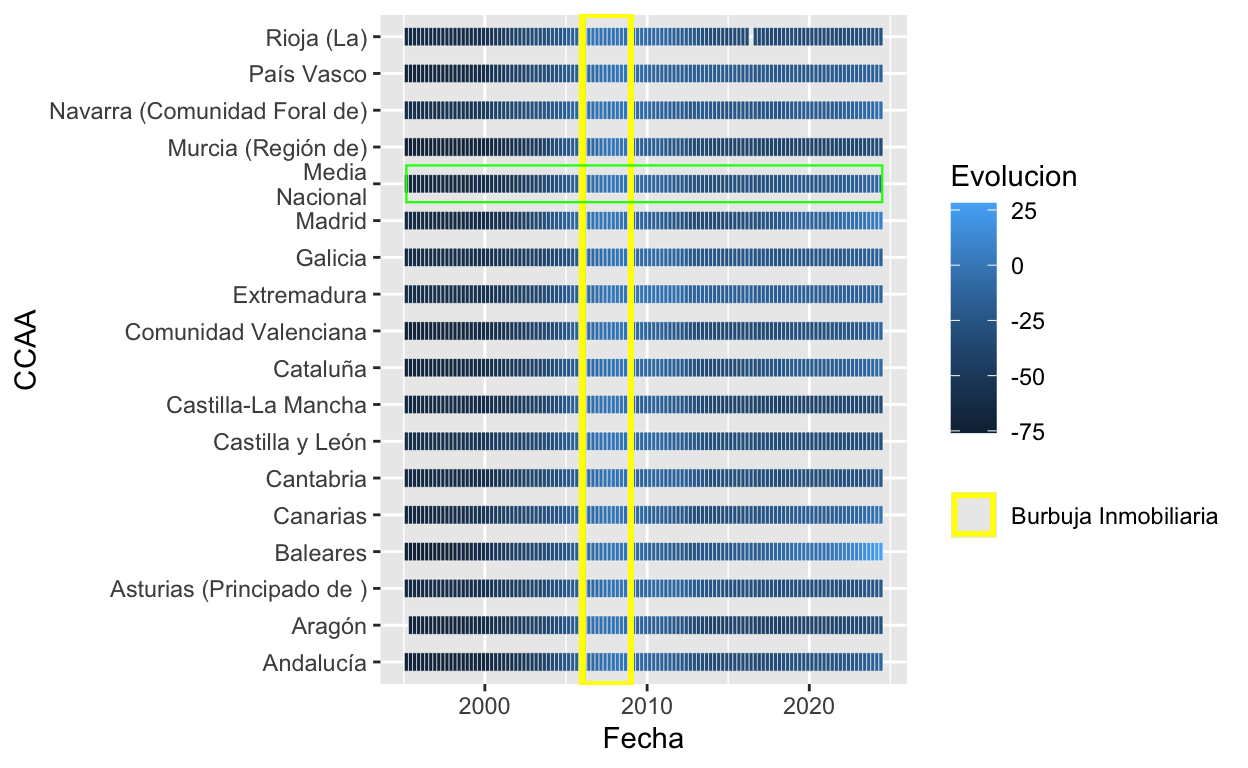 Rioja (La)
País Vasco
Navarra (Comunidad Foral de)
Murcia (Región de)
Media
Nacional
Madrid
Galicia
Extremadura
Comunidad Valenciana
Cataluña
Castilla-La Mancha
Castilla y León
Cantabria
Canarias
Baleares
Asturias (Principado de )
Aragón
Andalucía
CCAA
2000
2010
2020
Fecha
Evolucion
25
0
-25
-50
-75
Burbuja Inmobiliaria